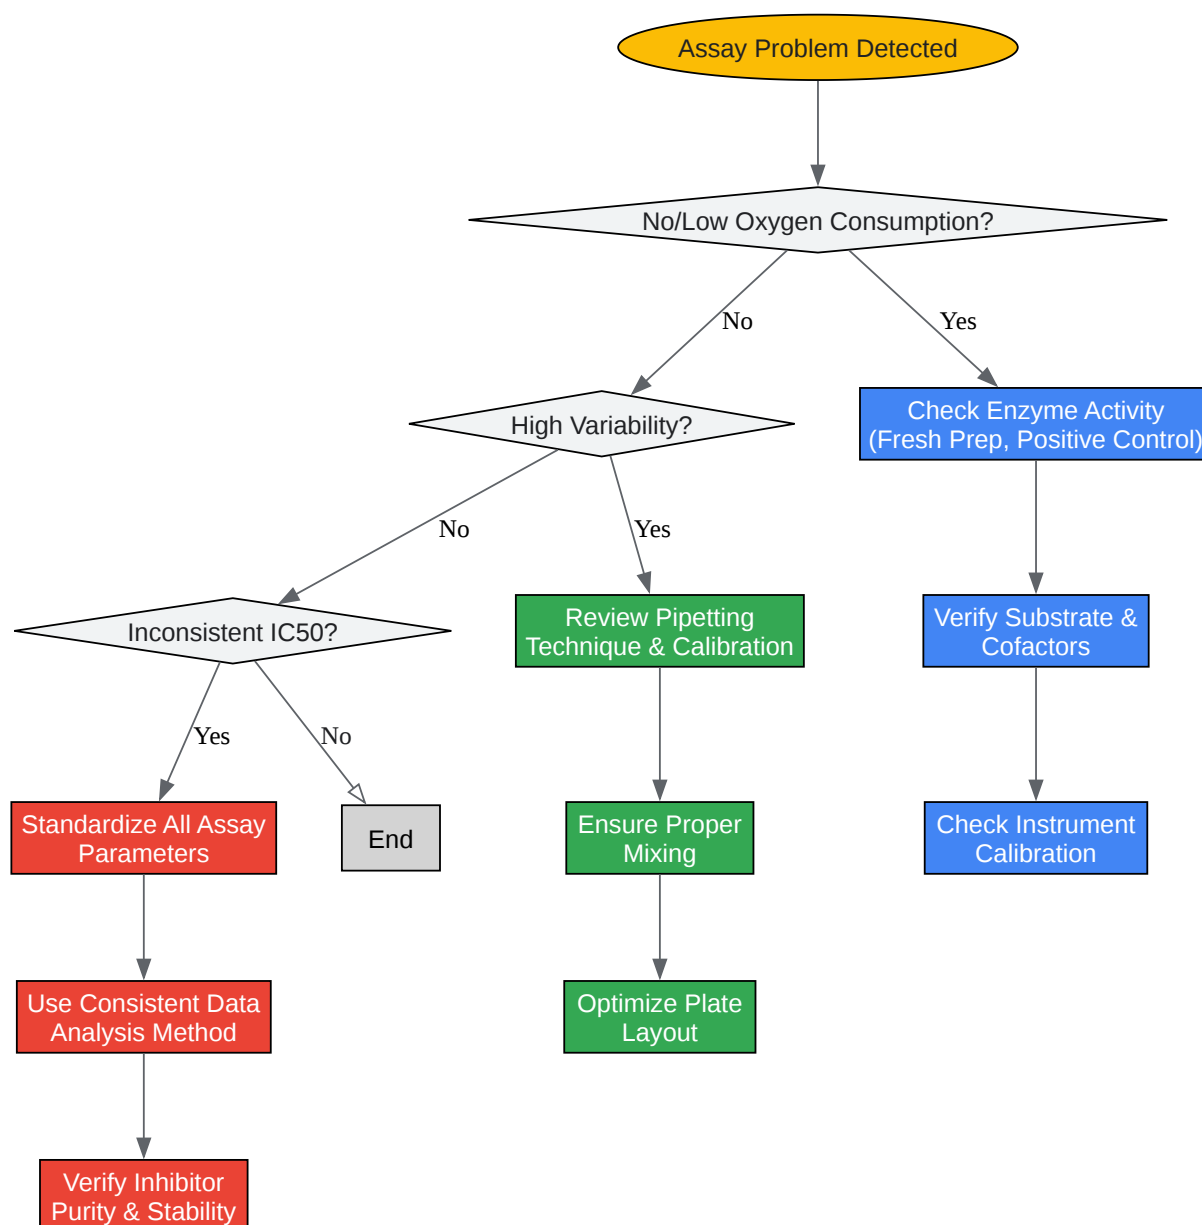 Assay Problem Detected
No/Low Oxygen Consumption?
No
Yes
High Variability?
Check Enzyme Activity
(Fresh Prep, Positive Control)
No
Yes
Inconsistent IC50?
Review Pipetting
Technique & Calibration
Verify Substrate &
Cofactors
Yes
No
Standardize All Assay
Parameters
End
Ensure Proper
Mixing
Check Instrument
Calibration
Use Consistent Data
Analysis Method
Optimize Plate
Layout
Verify Inhibitor
Purity & Stability